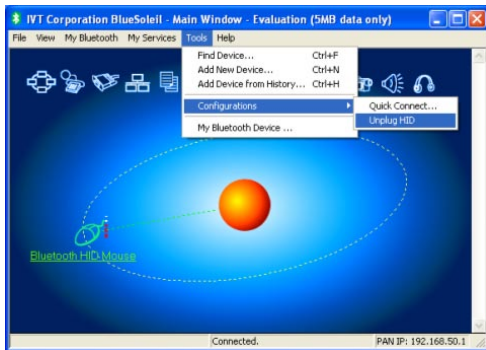 IVT Corporation BlueSoleil - Main Window - Evaluation (5MB data only)
File View My Bluetooth My Services Tools Help
Find Device... Ctrl+F
Add New Device... Ctrl+N
Add Device from History... Ctrl+H
Configurations
Quick Connect...
Unplug HID
My Bluetooth Device ...
Bluetooth HID Mouse
Connected.
PAN IP: 192.168.50.1